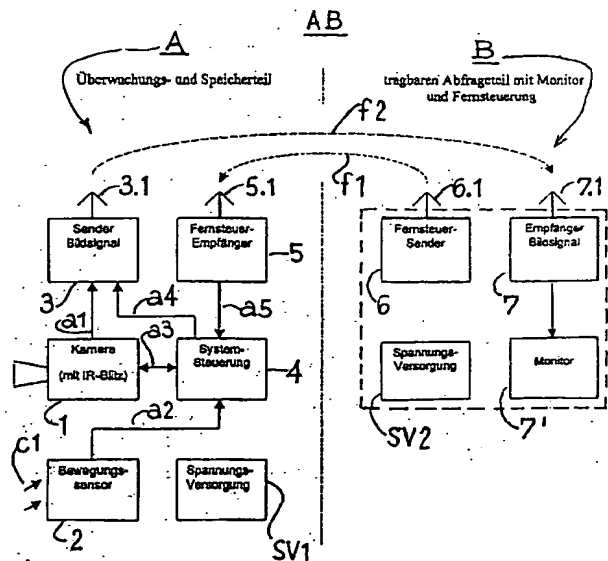 AB
A
B
Überwachungs- und Speicherteil
tragbaren Abfrageteil mit Monitor
und Fernsteuerung
f2
f1
3.1
5.1
6.1
7.1
Sender
Bildsignal
Fernsteuer-
Empfänger
Fernsteuer-
Sender
Empfänger
Bildsignal
3
5
6
7
a1
a4
a5
a3
Kamera
(mit IR-Blitz)
System-
Steuerung
Spannungs-
Versorgung
Monitor
1
4
a2
SV2
7'
c1
Bewegungs-
sensor
Spannungs-
Versorgung
2
SV1